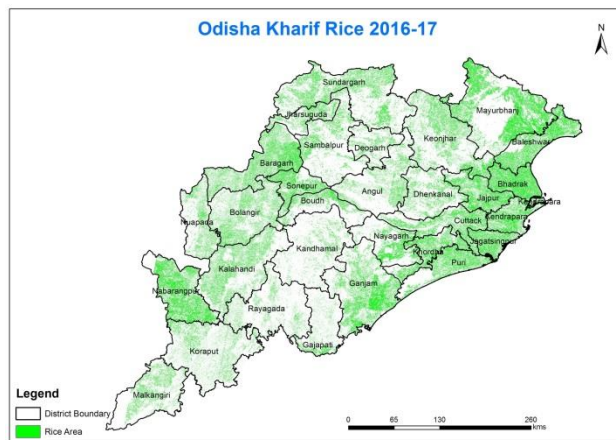 Odisha Kharif Rice 2016-17
N
Sundargarh
Mayurbhanj
Jharsuguda
Keonjhar
Baleshwar
Sambalpur
Deogarh
Baragarh
Bhadrak
Sonepur
Angul
Dhenkanal
Jajpur
Boudh
Kendrapara
Nuapada
Bolangir
Cuttack
Nayagarh
Jagatsingpur
Kandhamal
Khordha
Puri
Kalahandi
Nabarangpur
Ganjam
Rayagada
Gajapati
Koraput
Malkangiri
Legend
District Boundary
Rice Area
0 65 130 260
kms